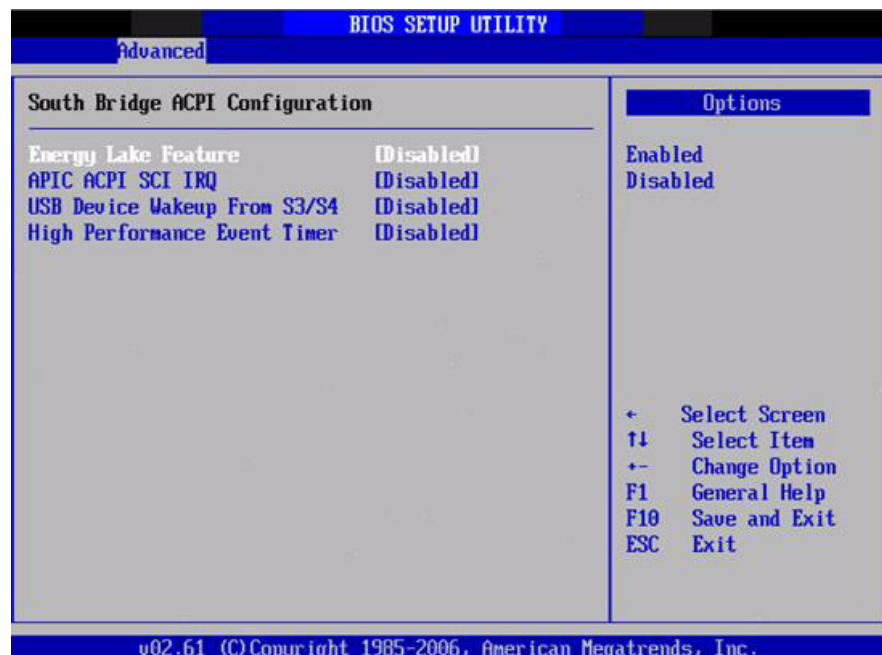 BIOS SETUP UTILITY
Advanced
South Bridge ACPI Configuration
Energy Lake Feature [Disabled]
APIC ACPI SCI IRQ [Disabled]
USB Device Wakeup From S3/S4 [Disabled]
High Performance Event Timer [Disabled]
Options
Enabled
Disabled
← Select Screen
↑↓ Select Item
+- Change Option
F1 General Help
F10 Save and Exit
ESC Exit
v02.61 (C)Copyright 1985-2006, American Megatrends, Inc.